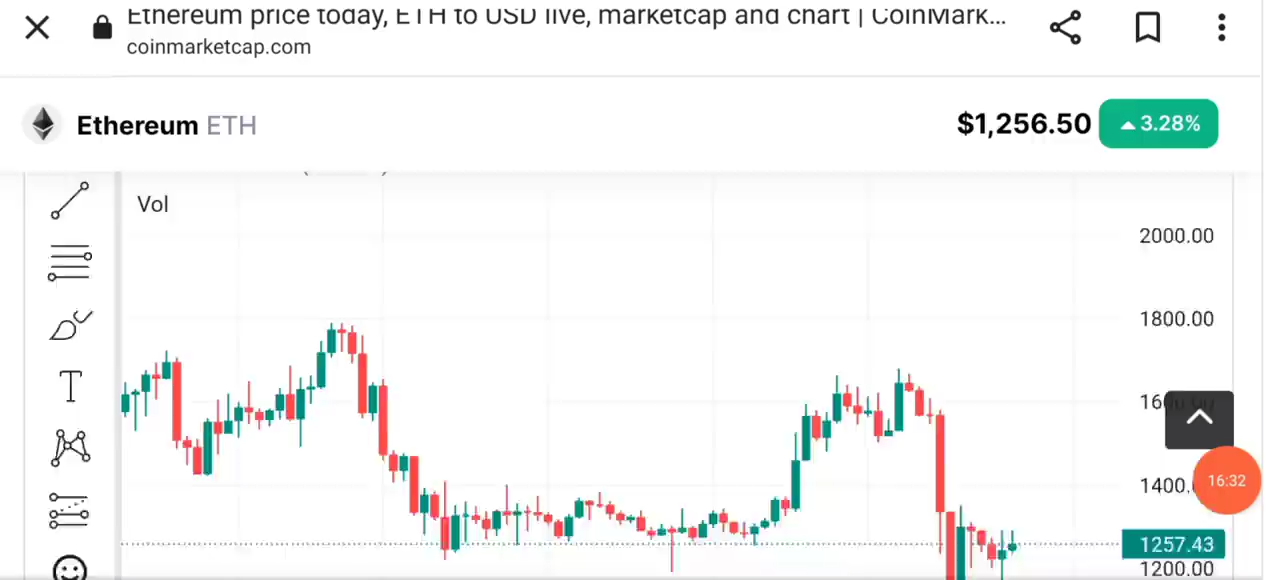 Ethereum price today, ETH to USD live, marketcap and chart | CoinMark...
coinmarketcap.com
Ethereum ETH
$1,256.50
3.28%
Vol
2000.00
1800.00
1400.
16:32
1257.43
1200.00